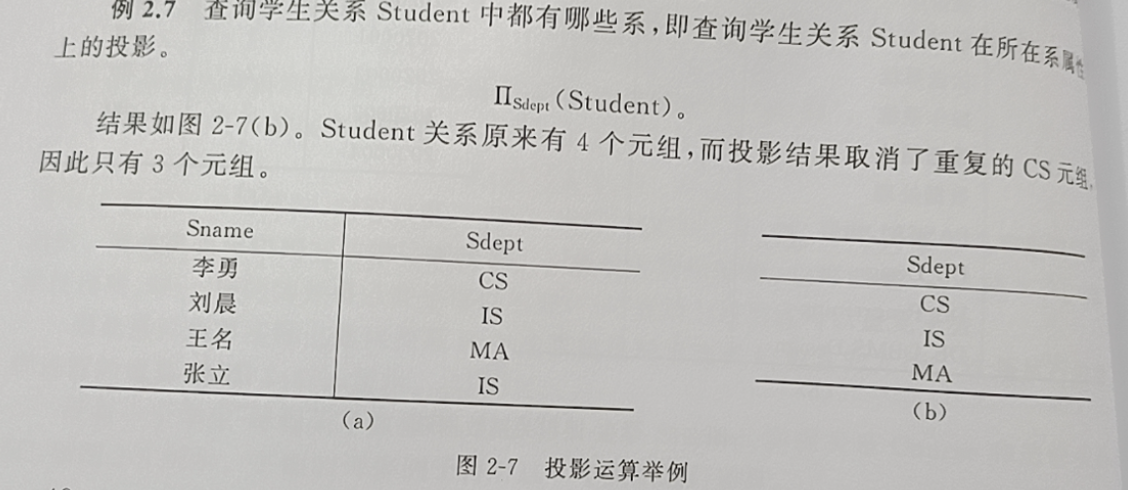 例 2.7 查询学生关系 Student 中都有哪些系,即查询学生关系 Student 在所在系属性
上的投影。
Π_Sdept(Student)。
结果如图 2-7(b)。Student 关系原来有 4 个元组,而投影结果取消了重复的 CS 元组,
因此只有 3 个元组。
Sname Sdept
李勇 CS
刘晨 IS
王名 MA
张立 IS
(a)
Sdept
CS
IS
MA
(b)
图 2-7 投影运算举例